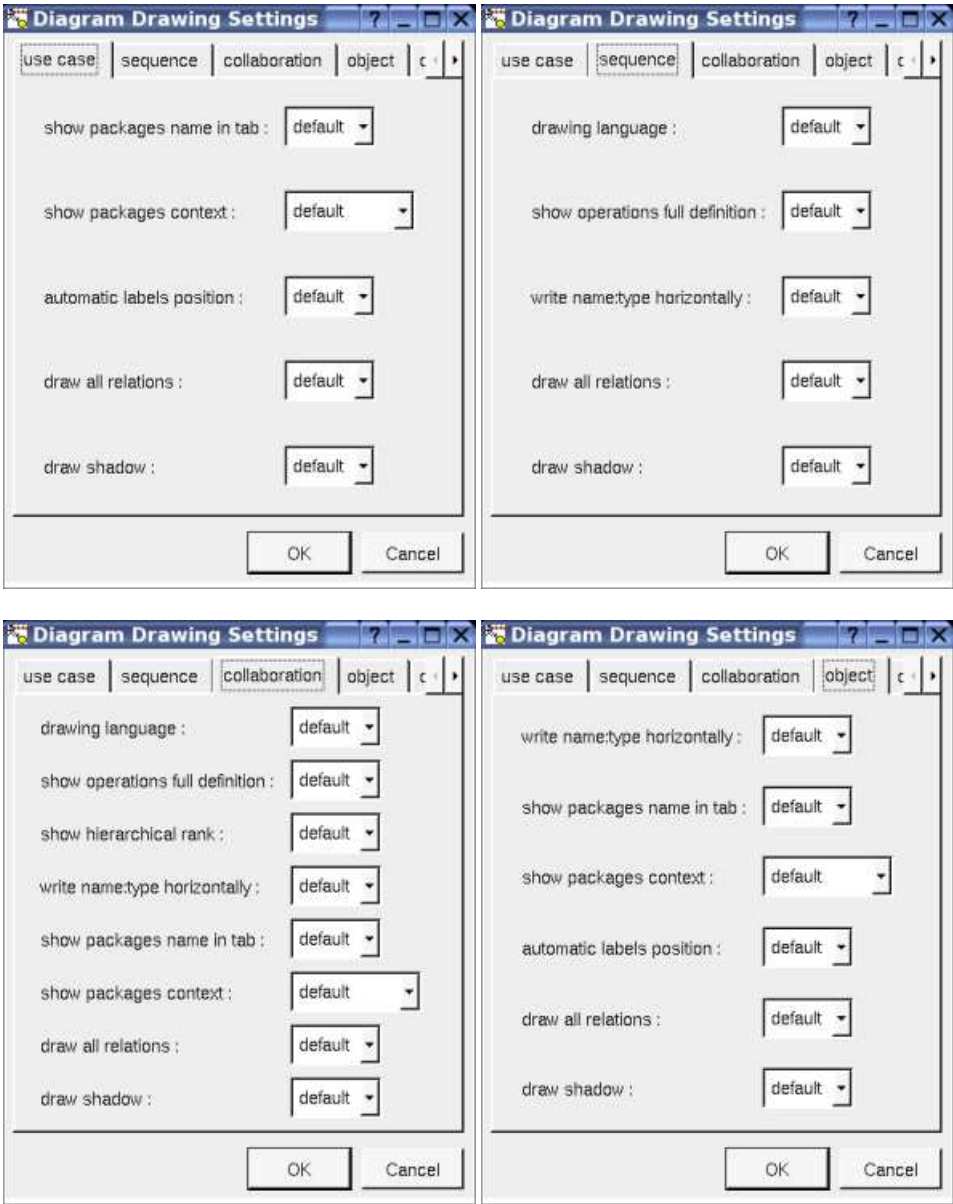 Diagram Drawing Settings
use case sequence collaboration object
show packages name in tab : default
show packages context : default
automatic labels position : default
draw all relations : default
draw shadow : default
OK Cancel
Diagram Drawing Settings
use case sequence collaboration object
drawing language : default
show operations full definition : default
write name:type horizontally : default
draw all relations : default
draw shadow : default
OK Cancel
Diagram Drawing Settings
use case sequence collaboration object
drawing language : default
show operations full definition : default
show hierarchical rank : default
write name:type horizontally : default
show packages name in tab : default
show packages context : default
draw all relations : default
draw shadow : default
OK Cancel
Diagram Drawing Settings
use case sequence collaboration object
write name:type horizontally : default
show packages name in tab : default
show packages context : default
automatic labels position : default
draw all relations : default
draw shadow : default
OK Cancel